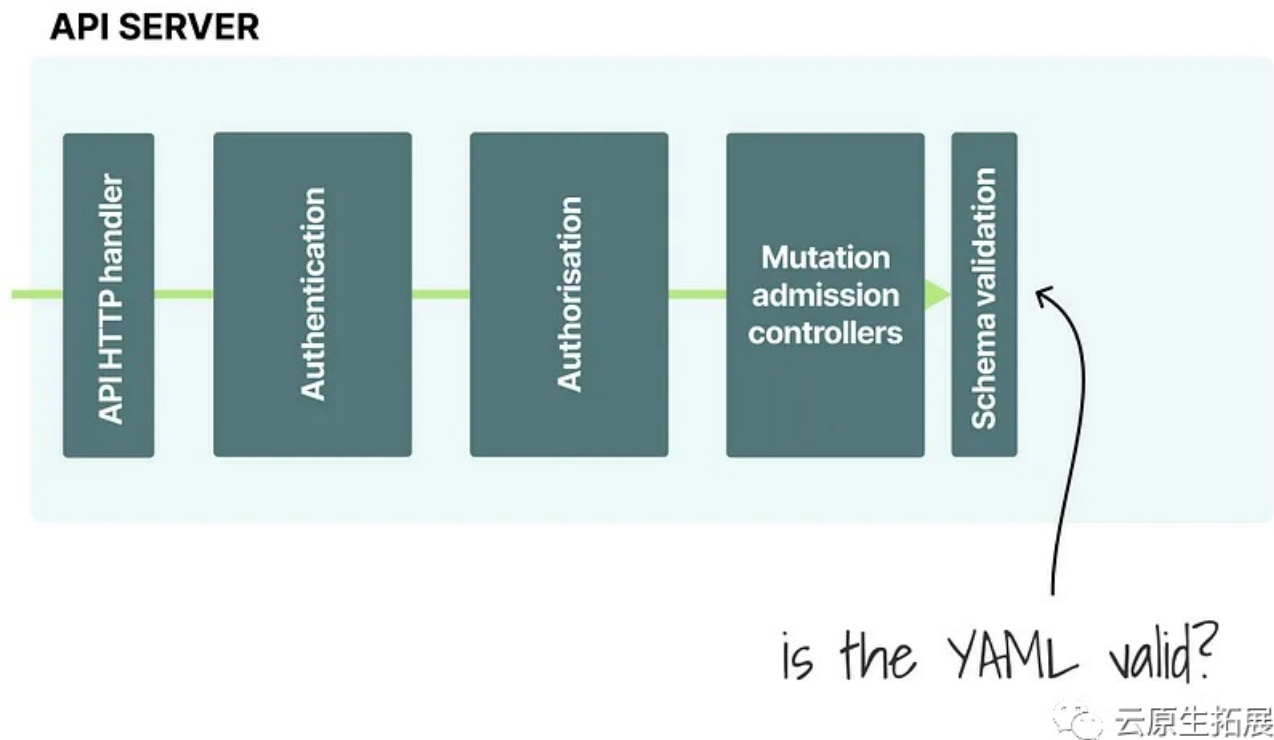 API SERVER
API HTTP handler
Authentication
Authorisation
Mutation
admission
controllers
Schema validation
is the YAML valid?
云原生拓展